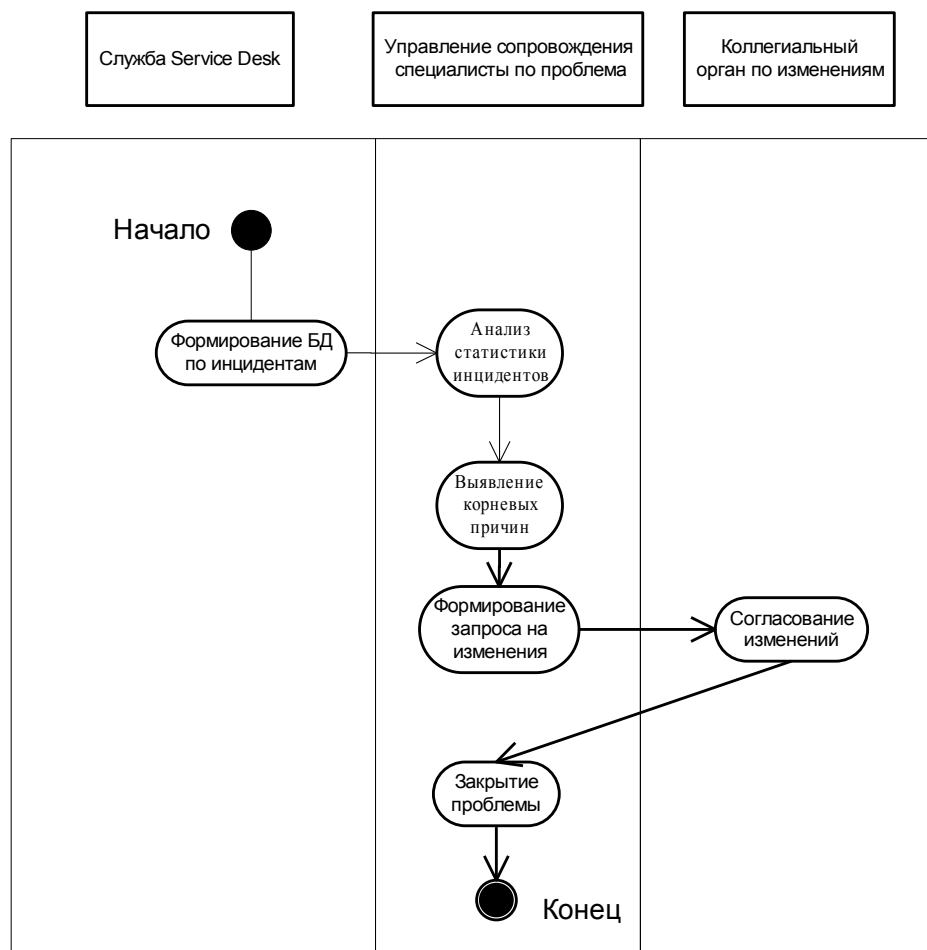 Служба Service Desk
Управление сопровождения
специалисты по проблема
Коллегиальный
орган по изменениям
Начало
Формирование БД
по инцидентам
Анализ
статистики
инцидентов
Выявление
корневых
причин
Формирование
запроса на
изменения
Согласование
изменений
Закрытие
проблемы
Конец